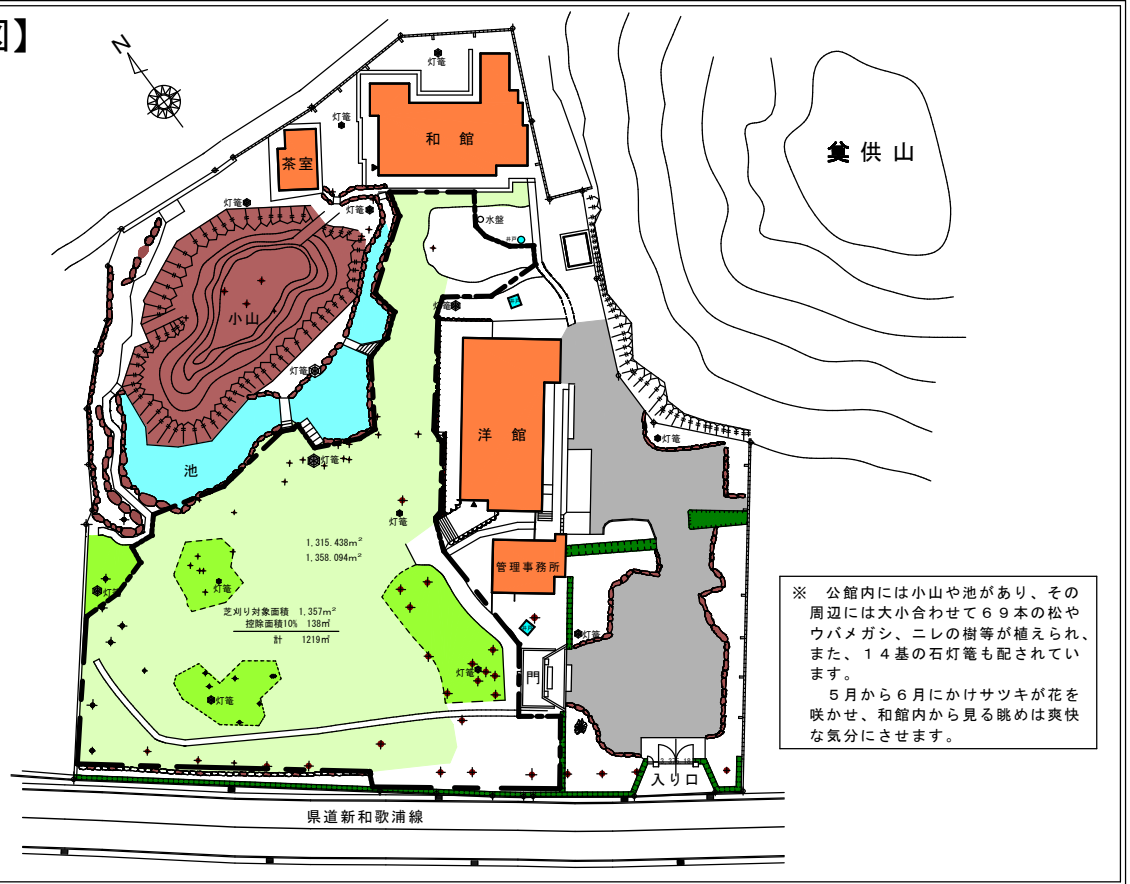 図】
N
灯篭
灯篭
和 館
茶室
奠供山
灯篭
灯篭
水盤
井戸
小山
灯篭
灯篭
洋 館
灯篭
池
灯篭
灯篭
1,315.438m²
1,358.094m²
管理事務所
灯篭
灯篭
芝刈り対象面積 1,357m²
控除面積10% 138㎡
計 1219㎡
灯篭
灯篭
門
灯篭
入り口
県道新和歌浦線
※ 公館内には小山や池があり、その
周辺には大小合わせて69本の松や
ウバメガシ、ニレの樹等が植えられ、
また、14基の石灯篭も配されてい
ます。
5月から6月にかけサツキが花を
咲かせ、和館内から見る眺めは爽快
な気分にさせます。